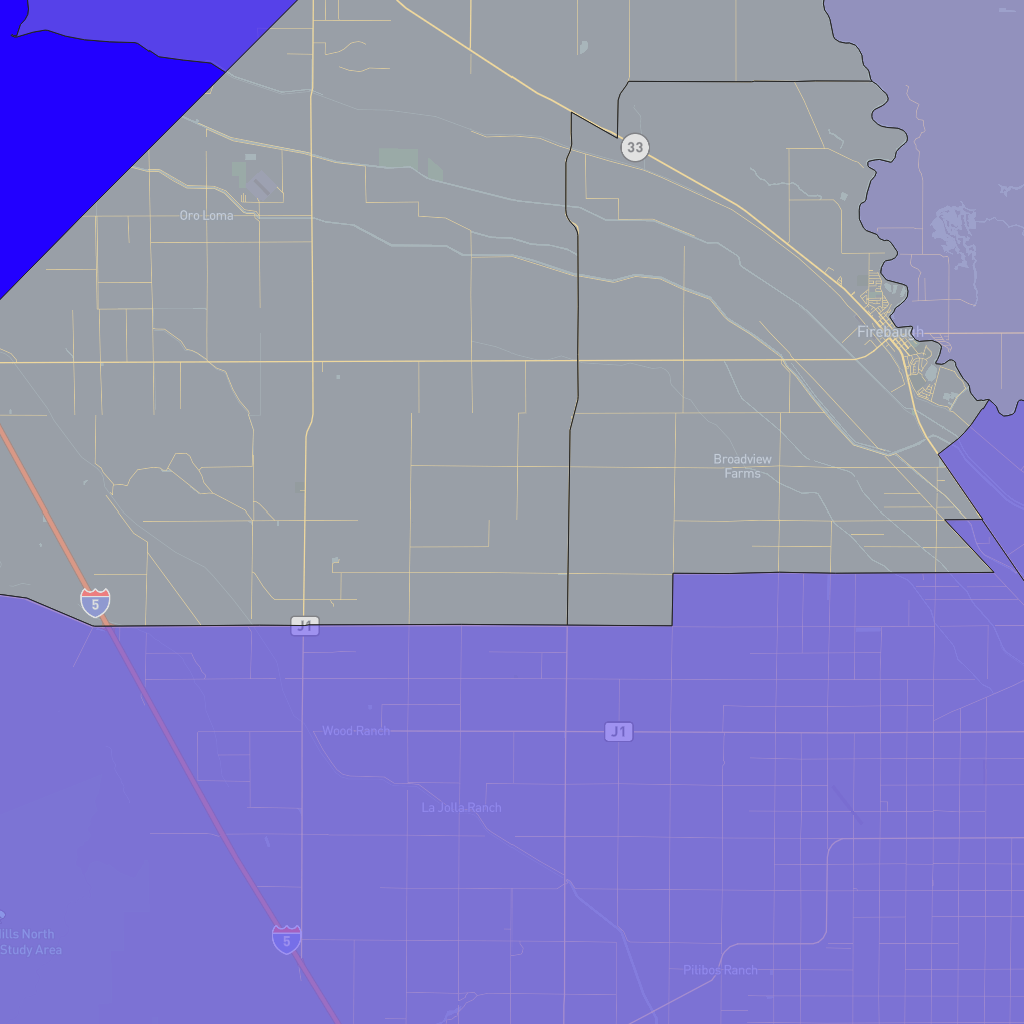 33
Oro Loma
Firebaugh
Broadview
Farms
5
J1
Wood Ranch
J1
La Jolla Ranch
ills North
Study Area
5
Pilibos Ranch